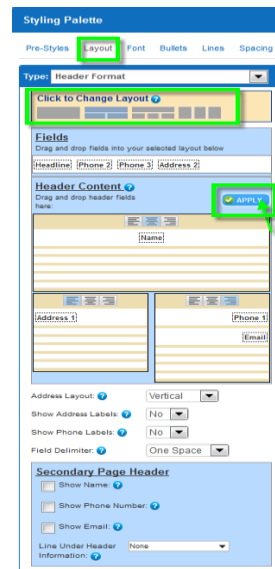 Styling Palette
Pre-Styles Layout Font Bullets Lines Spacing
Type: Header Format
Click to Change Layout ?
Fields
Drag and drop fields into your selected layout below
Headline Phone 2 Phone 3 Address 2
Header Content ?
Drag and drop header fields
here:
APPLY
Name
Address 1
Phone 1
Email
Address Layout: ? Vertical
Show Address Labels: ? No
Show Phone Labels: ? No
Field Delimiter: ? One Space
Secondary Page Header
Show Name: ?
Show Phone Number: ?
Show Email: ?
Line Under Header None
Information: ?